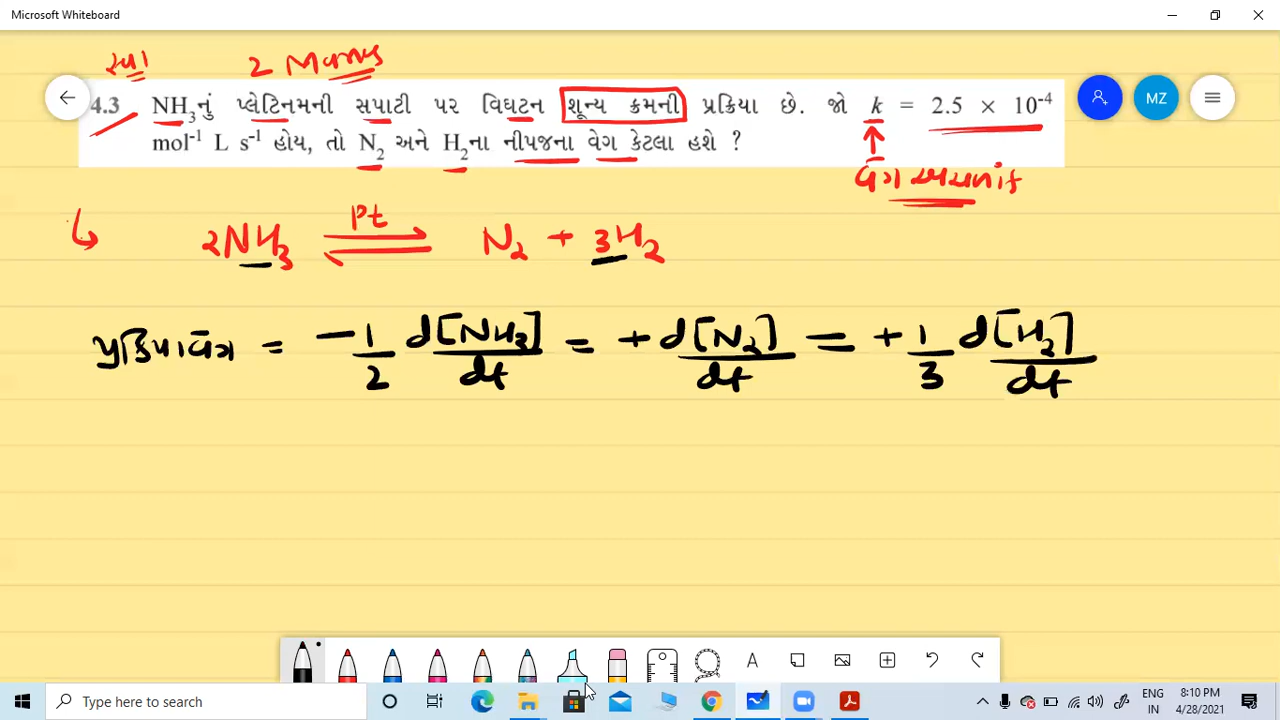 Microsoft Whiteboard
2 Marks
4.3 NH₃નું પ્લેટિનમની સપાટી પર વિઘટન શૂન્ય ક્રમની પ્રક્રિયા છે. જો k = 2.5 × 10⁻⁴
MZ
mol⁻¹ L s⁻¹ હોય, તો N₂ અને H₂ના નીપજના વેગ કેટલા હશે ?
વેગ અચળાંક
Pt
2NH₃ ⇌ N₂ + 3H₂
પ્રક્રિયાવેગ = -1/2 d[NH₃]/dt = + d[N₂]/dt = + 1/3 d[H₂]/dt
A
Type here to search
ENG
IN
8:10 PM
4/28/2021